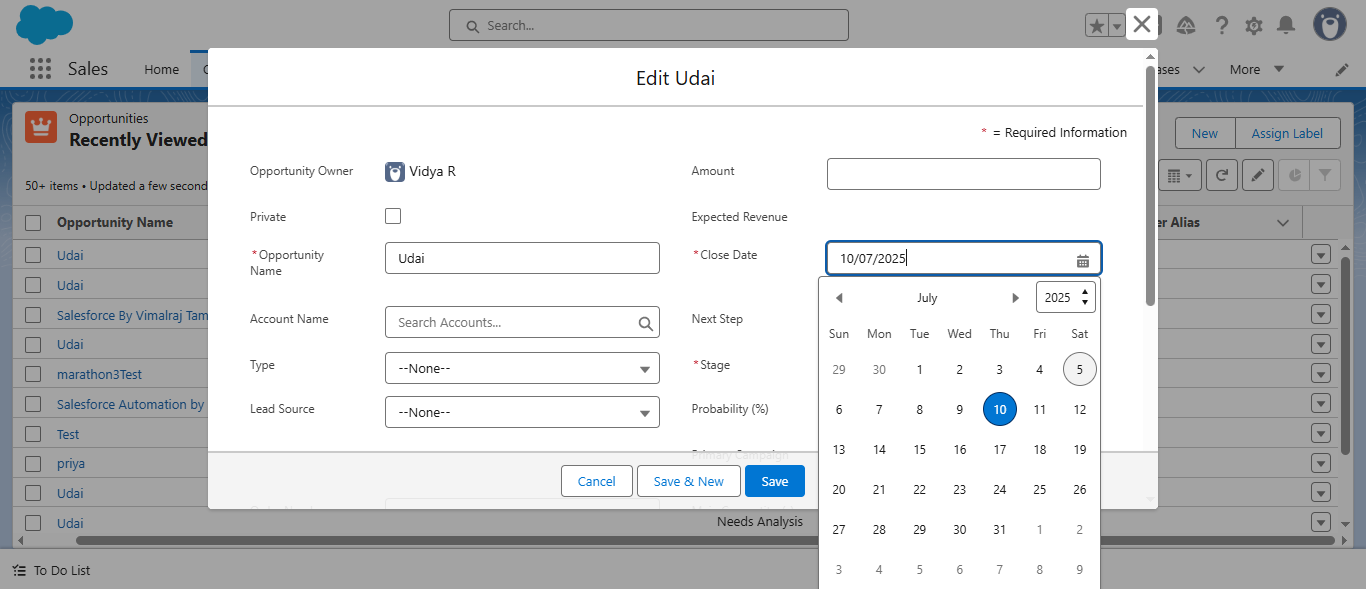 Search...
Sales
Home
More
Edit Udai
Opportunities
Recently Viewed
New
Assign Label
* = Required Information
50+ items • Updated a few second
Opportunity Owner
Vidya R
Amount
Opportunity Name
Private
Expected Revenue
er Alias
*Opportunity
Name
Udai
*Close Date
10/07/2025
Udai
Udai
July
2025
Salesforce By Vimalraj Tam
Account Name
Search Accounts...
Next Step
Sun Mon Tue Wed Thu Fri Sat
Udai
Type
--None--
*Stage
29 30 1 2 3 4 5
marathon3Test
Salesforce Automation by
Lead Source
--None--
Probability (%)
6 7 8 9 10 11 12
Test
13 14 15 16 17 18 19
Primary Campaign
priya
Cancel
Save & New
Save
20 21 22 23 24 25 26
Udai
Udai
Needs Analysis
27 28 29 30 31 1 2
To Do List
3 4 5 6 7 8 9